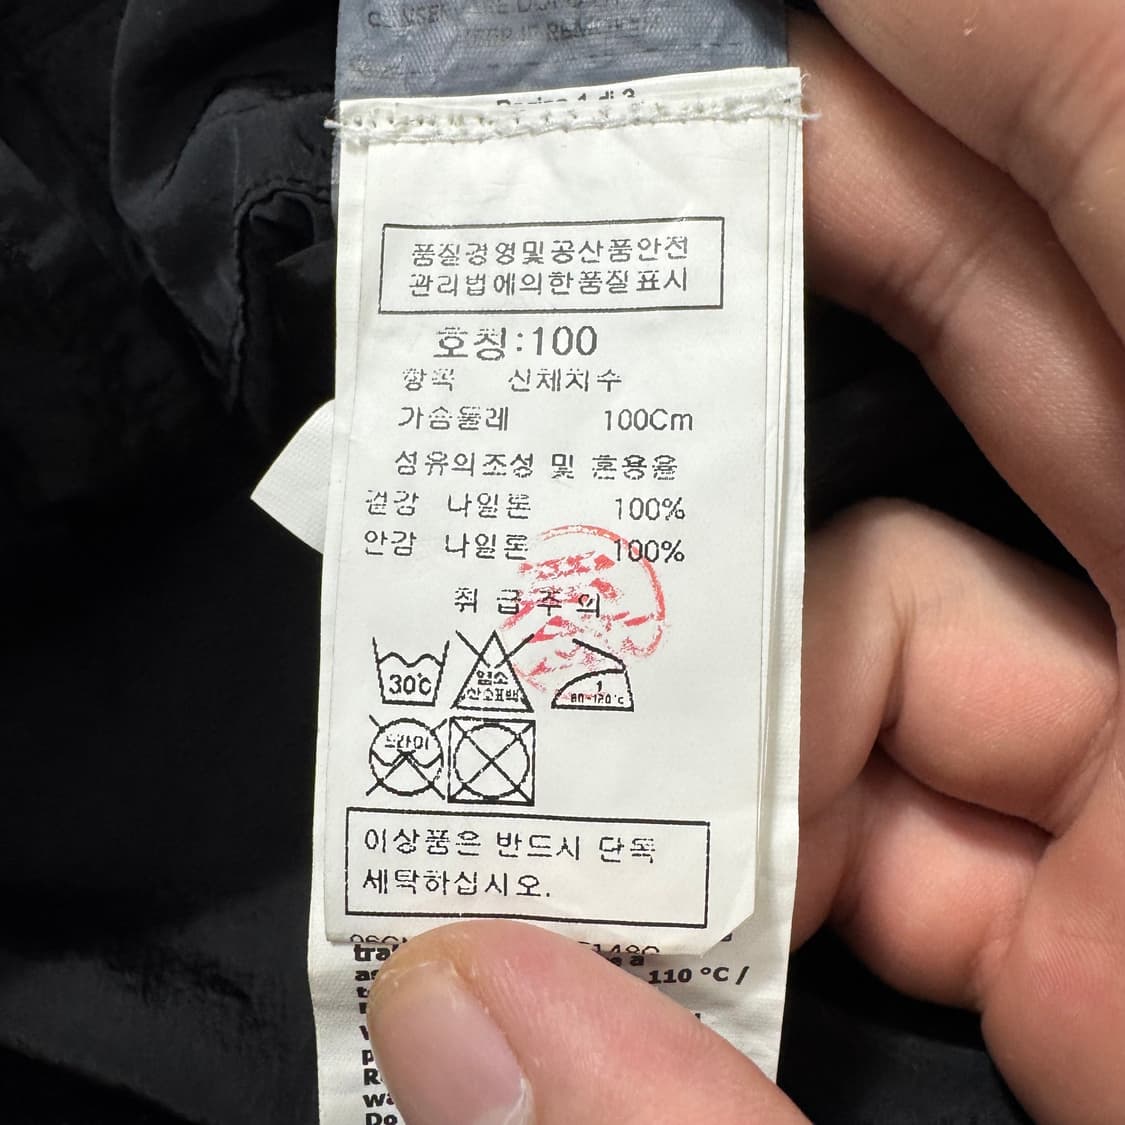 품질경영및공산품안전
관리법에의한품질표시
호칭:100
항목 신체치수
가슴둘레 100Cm
섬유의조성 및 혼용율
겉감 나일론 100%
안감 나일론 100%
취급주의
30℃
염소
산소표백
1
80-120℃
드라이
이상품은 반드시 단독
세탁하십시오.
110 °C /
Do